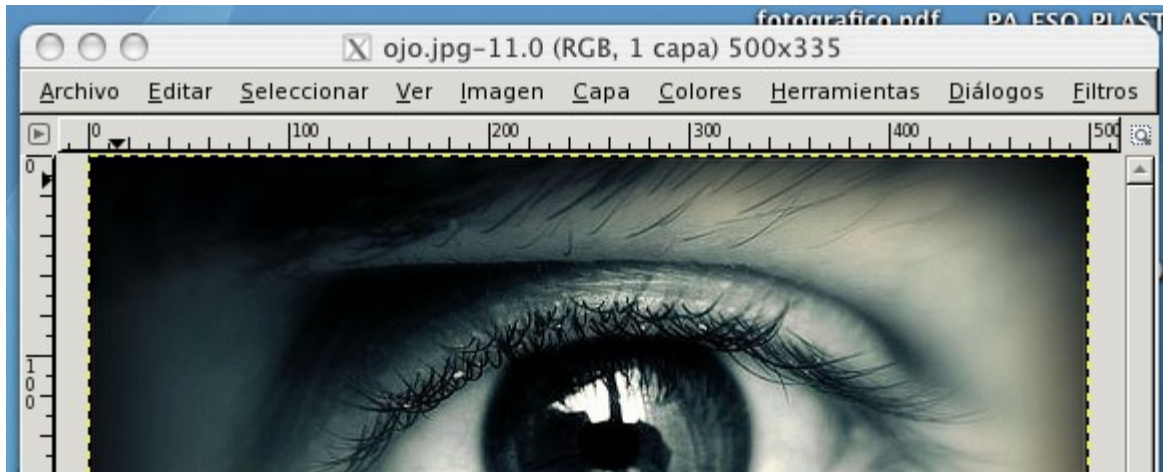 fotografico.pdf PA_ESO_PLAST
X ojo.jpg-11.0 (RGB, 1 capa) 500x335
Archivo Editar Seleccionar Ver Imagen Capa Colores Herramientas Diálogos Filtros
0 100 200 300 400 500
0
100